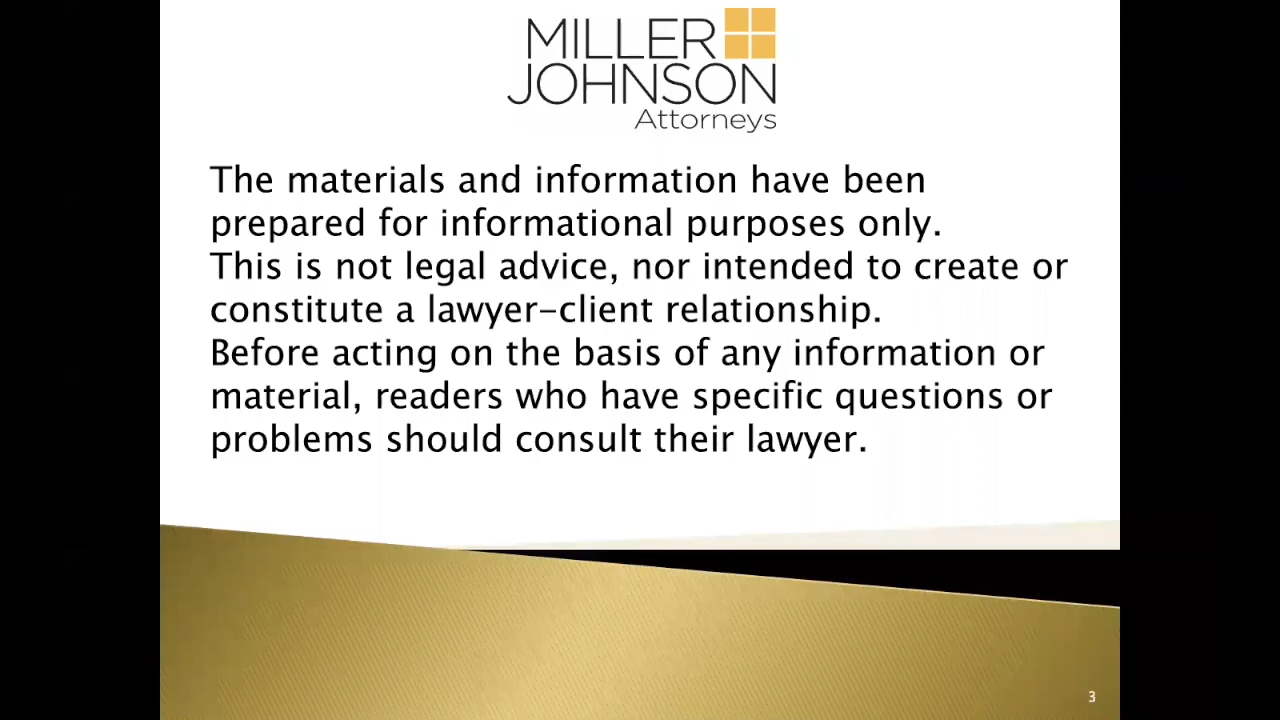 MILLER
JOHNSON
Attorneys
The materials and information have been
prepared for informational purposes only.
This is not legal advice, nor intended to create or
constitute a lawyer-client relationship.
Before acting on the basis of any information or
material, readers who have specific questions or
problems should consult their lawyer.
3